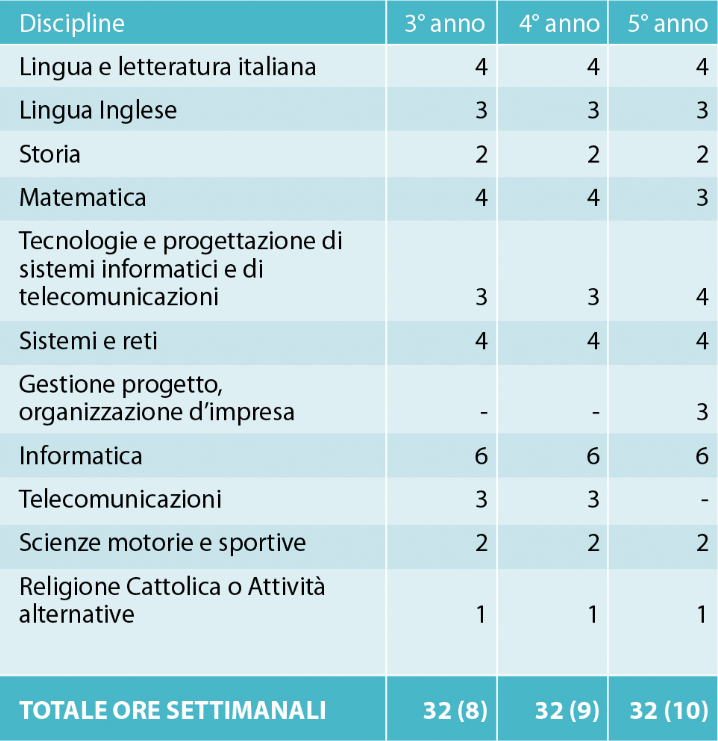 Discipline 3° anno 4° anno 5° anno
Lingua e letteratura italiana 4 4 4
Lingua Inglese 3 3 3
Storia 2 2 2
Matematica 4 4 3
Tecnologie e progettazione di
sistemi informatici e di
telecomunicazioni 3 3 4
Sistemi e reti 4 4 4
Gestione progetto,
organizzazione d’impresa - - 3
Informatica 6 6 6
Telecomunicazioni 3 3 -
Scienze motorie e sportive 2 2 2
Religione Cattolica o Attività
alternative 1 1 1
TOTALE ORE SETTIMANALI 32 (8) 32 (9) 32 (10)